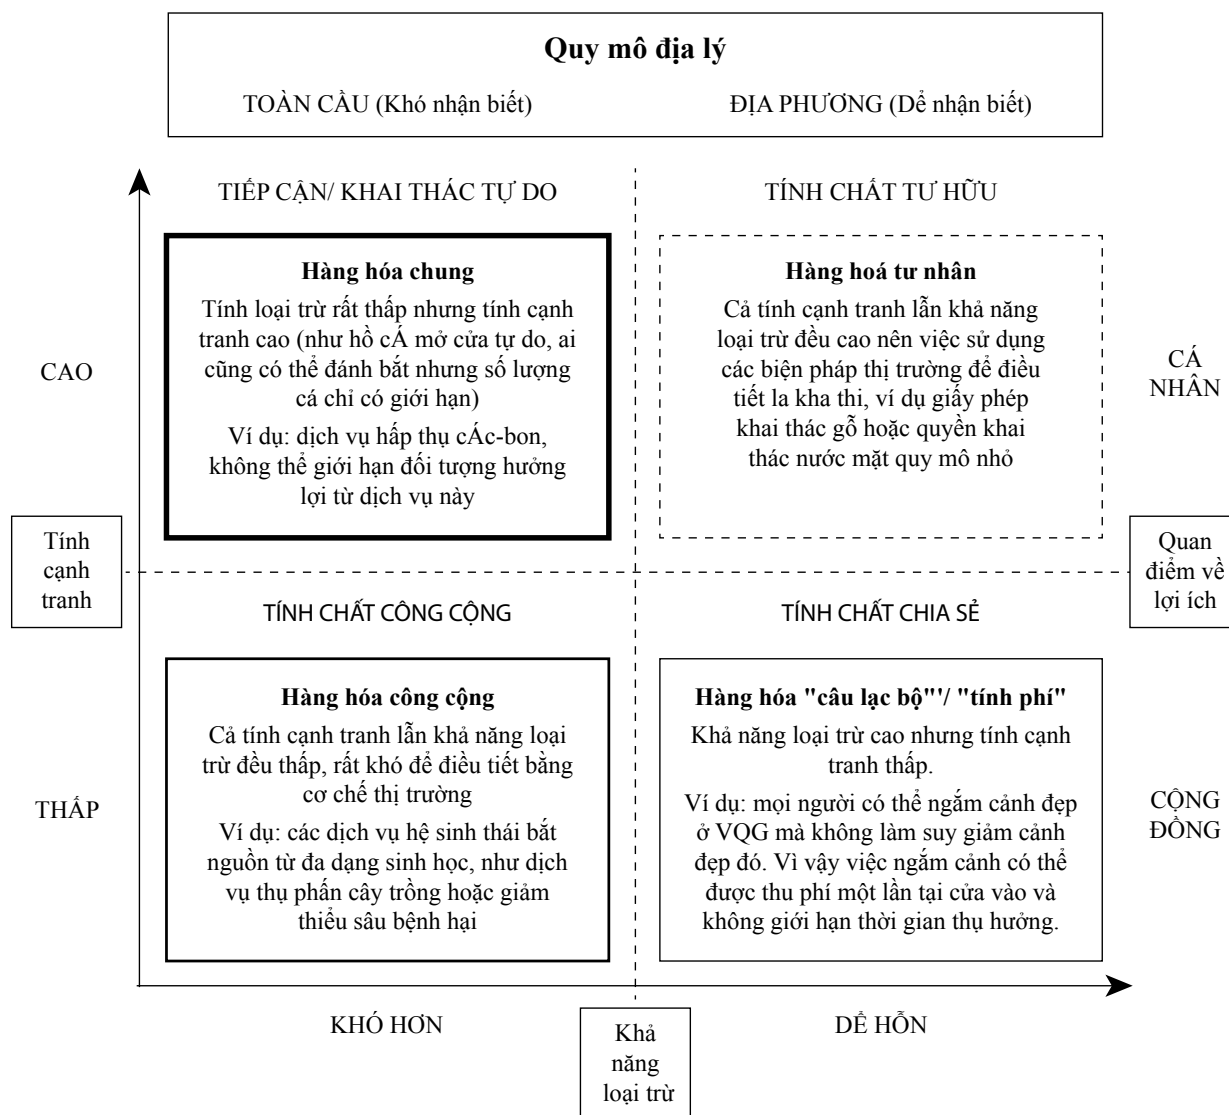 Quy mô địa lý
TOÀN CẦU (Khó nhận biết)
ĐỊA PHƯƠNG (Dể nhận biết)
TIẾP CẬN/ KHAI THÁC TỰ DO
TÍNH CHẤT TƯ HỮU
Hàng hóa chung
Tính loại trừ rất thấp nhưng tính cạnh
tranh cao (như hồ cÁ mở cửa tự do, ai
cũng có thể đánh bắt nhưng số lượng
cá chỉ có giới hạn)
Ví dụ: dịch vụ hấp thụ cÁc-bon,
không thể giới hạn đối tượng hưởng
lợi từ dịch vụ này
Hàng hoá tư nhân
Cả tính cạnh tranh lẫn khả năng
loại trừ đều cao nên việc sử dụng
các biện pháp thị trường để điều
tiết la kha thi, ví dụ giấy phép
khai thác gỗ hoặc quyền khai
thác nước mặt quy mô nhỏ
CAO
CÁ
NHÂN
Tính
cạnh
tranh
Quan
điểm về
lợi ích
TÍNH CHẤT CÔNG CỘNG
TÍNH CHẤT CHIA SẺ
Hàng hóa công cộng
Cả tính cạnh tranh lẫn khả năng loại
trừ đều thấp, rất khó để điều tiết bằng
cơ chế thị trường
Ví dụ: các dịch vụ hệ sinh thái bắt
nguồn từ đa dạng sinh học, như dịch
vụ thụ phấn cây trồng hoặc giảm
thiểu sâu bệnh hại
Hàng hóa "câu lạc bộ"'/ "tính phí"
Khả năng loại trừ cao nhưng tính cạnh
tranh thấp.
Ví dụ: mọi người có thể ngắm cảnh đẹp
ở VQG mà không làm suy giảm cảnh
đẹp đó. Vì vậy việc ngắm cảnh có thể
được thu phí một lần tại cửa vào và
không giới hạn thời gian thụ hưởng.
THẤP
CỘNG
ĐỒNG
KHÓ HƠN
DỂ HỖN
Khả
năng
loại trừ